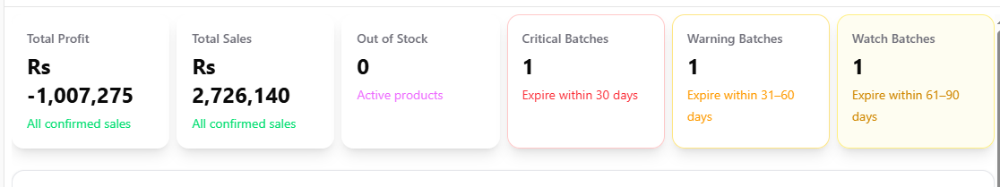 Total Profit
Rs
-1,007,275
All confirmed sales
Total Sales
Rs
2,726,140
All confirmed sales
Out of Stock
0
Active products
Critical Batches
1
Expire within 30 days
Warning Batches
1
Expire within 31–60
days
Watch Batches
1
Expire within 61–90
days